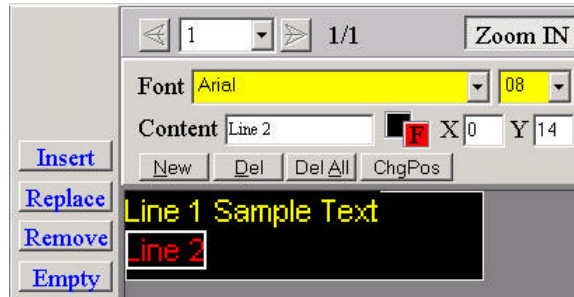 1 1/1 Zoom IN
Font Arial 08
Content Line 2 F X 0 Y 14
New Del Del All ChgPos
Insert
Replace
Remove
Empty
Line 1 Sample Text
Line 2